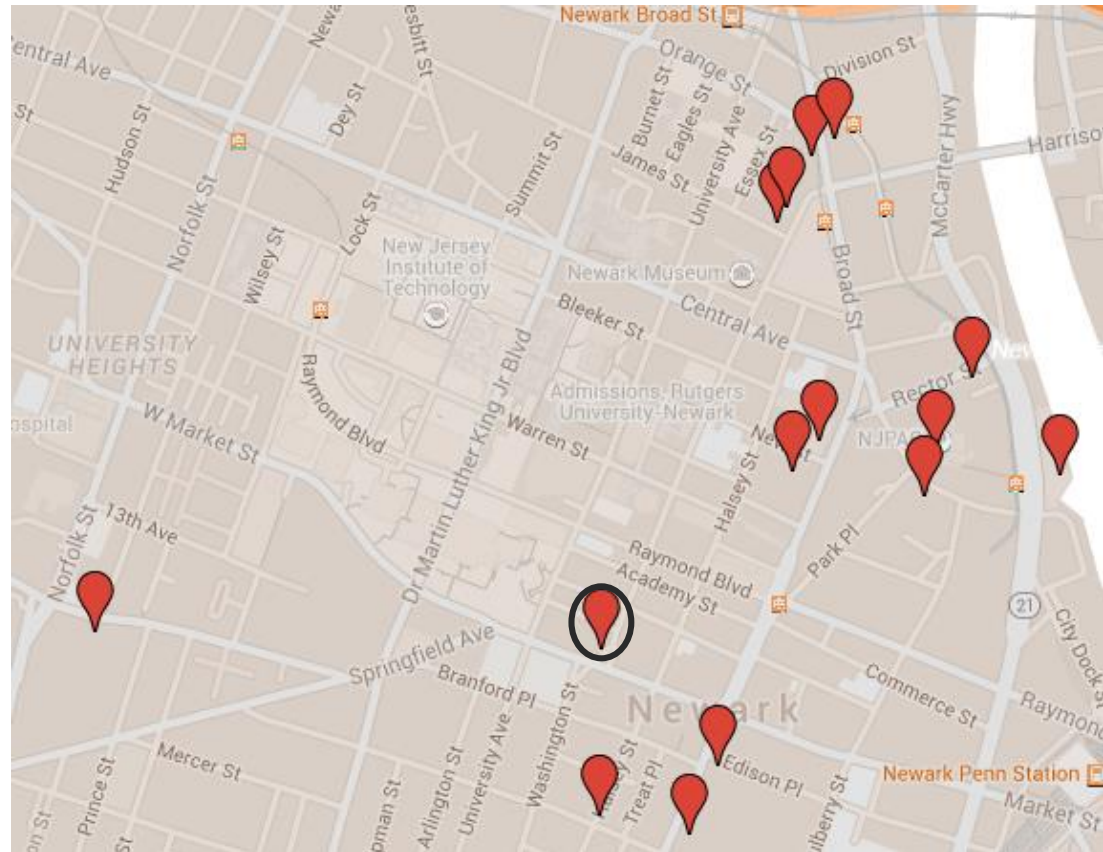 Newark Broad St
Orange St
Division St
Central Ave
Dey St
Burnet St
Eagles St
University Ave
Essex St
James St
McCarter Hwy
St
Hudson St
Norfolk St
Summit St
Lock St
Wilsey St
New Jersey
Institute of
Technology
Newark Museum
Broad St
Bleeker St
Central Ave
UNIVERSITY
HEIGHTS
Raymond Blvd
Dr Martin Luther King Jr Blvd
Admissions, Rutgers
University-Newark
Rector St
W Market St
Warren St
Halsey St
Park Pl
Norfolk St
13th Ave
Raymond Blvd
Academy St
21
City Dock St
Springfield Ave
Branford Pl
Newark
Commerce St
Mercer St
Washington St
University Ave
Arlington St
Prince St
Treat Pl
Edison Pl
Newark Penn Station
Market St
St